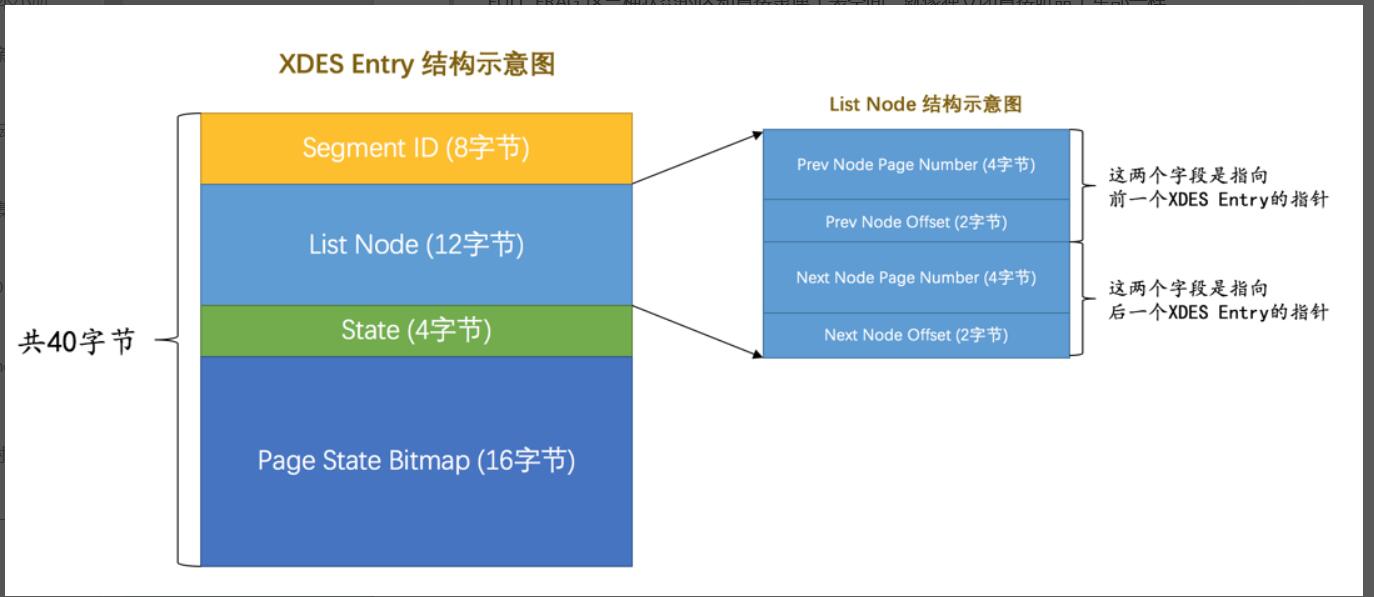 XDES Entry 结构示意图
List Node 结构示意图
Segment ID (8字节)
List Node (12字节)
State (4字节)
Page State Bitmap (16字节)
共40字节
Prev Node Page Number (4字节)
Prev Node Offset (2字节)
Next Node Page Number (4字节)
Next Node Offset (2字节)
这两个字段是指向
前一个XDES Entry的指针
这两个字段是指向
后一个XDES Entry的指针